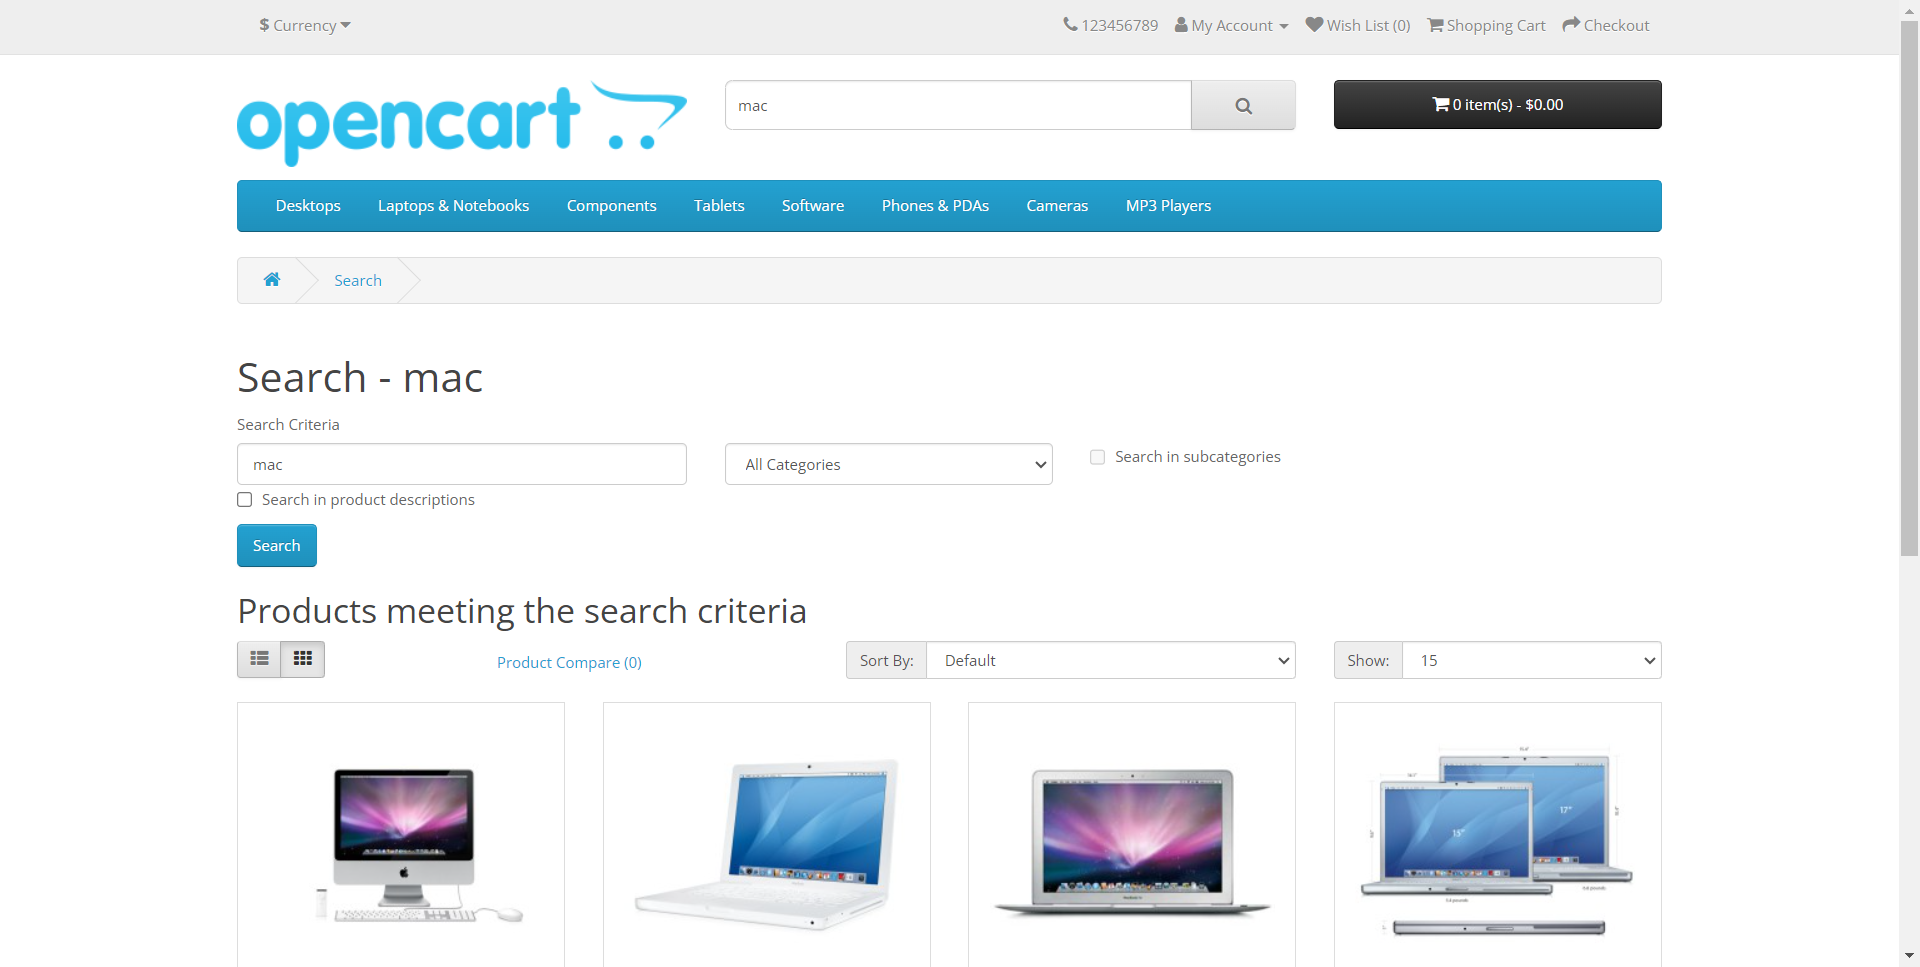 $ Currency
123456789 My Account Wish List (0) Shopping Cart Checkout
opencart
mac
0 item(s) - $0.00
Desktops Laptops & Notebooks Components Tablets Software Phones & PDAs Cameras MP3 Players
Search
Search - mac
Search Criteria
mac
All Categories
Search in subcategories
Search in product descriptions
Search
Products meeting the search criteria
Product Compare (0)
Sort By: Default
Show: 15
15"
17"